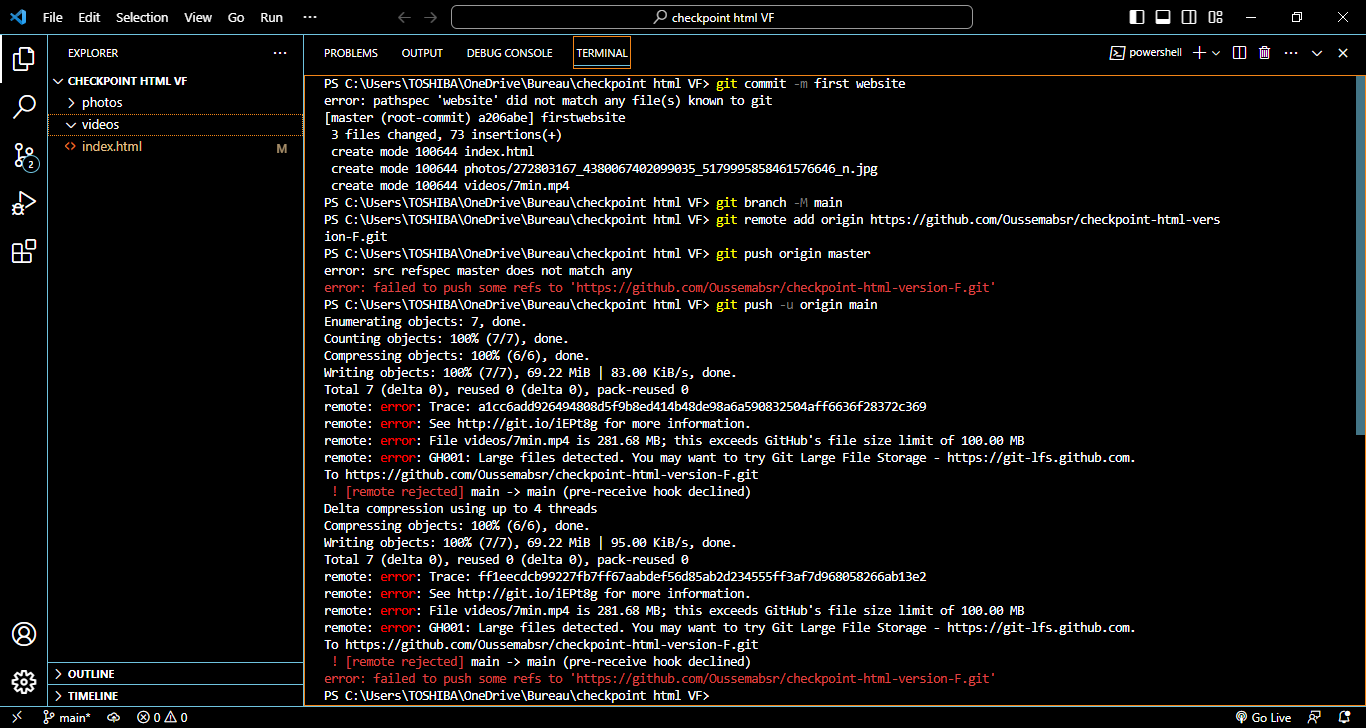 File Edit Selection View Go Run ···
checkpoint html VF
EXPLORER ···
CHECKPOINT HTML VF
photos
videos
index.html M
2
OUTLINE
TIMELINE
PROBLEMS OUTPUT DEBUG CONSOLE TERMINAL powershell
PS C:\Users\TOSHIBA\OneDrive\Bureau\checkpoint html VF> git commit -m first website
error: pathspec 'website' did not match any file(s) known to git
[master (root-commit) a206abe] firstwebsite
3 files changed, 73 insertions(+)
create mode 100644 index.html
create mode 100644 photos/272803167_4380067402099035_5179995858461576646_n.jpg
create mode 100644 videos/7min.mp4
PS C:\Users\TOSHIBA\OneDrive\Bureau\checkpoint html VF> git branch -M main
PS C:\Users\TOSHIBA\OneDrive\Bureau\checkpoint html VF> git remote add origin https://github.com/Oussemabsr/checkpoint-html-vers
ion-F.git
PS C:\Users\TOSHIBA\OneDrive\Bureau\checkpoint html VF> git push origin master
error: src refspec master does not match any
error: failed to push some refs to 'https://github.com/Oussemabsr/checkpoint-html-version-F.git'
PS C:\Users\TOSHIBA\OneDrive\Bureau\checkpoint html VF> git push -u origin main
Enumerating objects: 7, done.
Counting objects: 100% (7/7), done.
Compressing objects: 100% (6/6), done.
Writing objects: 100% (7/7), 69.22 MiB | 83.00 KiB/s, done.
Total 7 (delta 0), reused 0 (delta 0), pack-reused 0
remote: error: Trace: a1cc6add926494808d5f9b8ed414b48de98a6a590832504aff6636f28372c369
remote: error: See http://git.io/iEPt8g for more information.
remote: error: File videos/7min.mp4 is 281.68 MB; this exceeds GitHub's file size limit of 100.00 MB
remote: error: GH001: Large files detected. You may want to try Git Large File Storage - https://git-lfs.github.com.
To https://github.com/Oussemabsr/checkpoint-html-version-F.git
! [remote rejected] main -> main (pre-receive hook declined)
Delta compression using up to 4 threads
Compressing objects: 100% (6/6), done.
Writing objects: 100% (7/7), 69.22 MiB | 95.00 KiB/s, done.
Total 7 (delta 0), reused 0 (delta 0), pack-reused 0
remote: error: Trace: ff1eecdcb99227fb7ff67aabdef56d85ab2d234555ff3af7d968058266ab13e2
remote: error: See http://git.io/iEPt8g for more information.
remote: error: File videos/7min.mp4 is 281.68 MB; this exceeds GitHub's file size limit of 100.00 MB
remote: error: GH001: Large files detected. You may want to try Git Large File Storage - https://git-lfs.github.com.
To https://github.com/Oussemabsr/checkpoint-html-version-F.git
! [remote rejected] main -> main (pre-receive hook declined)
error: failed to push some refs to 'https://github.com/Oussemabsr/checkpoint-html-version-F.git'
PS C:\Users\TOSHIBA\OneDrive\Bureau\checkpoint html VF>
main* 0 0 Go Live